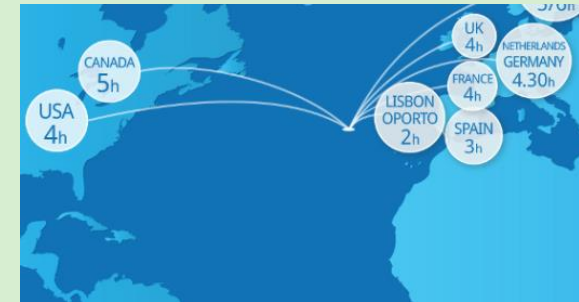 CANADA
5h
USA
4h
UK
4h
NETHERLANDS
GERMANY
4.30h
FRANCE
4h
LISBON
OPORTO
2h
SPAIN
3h